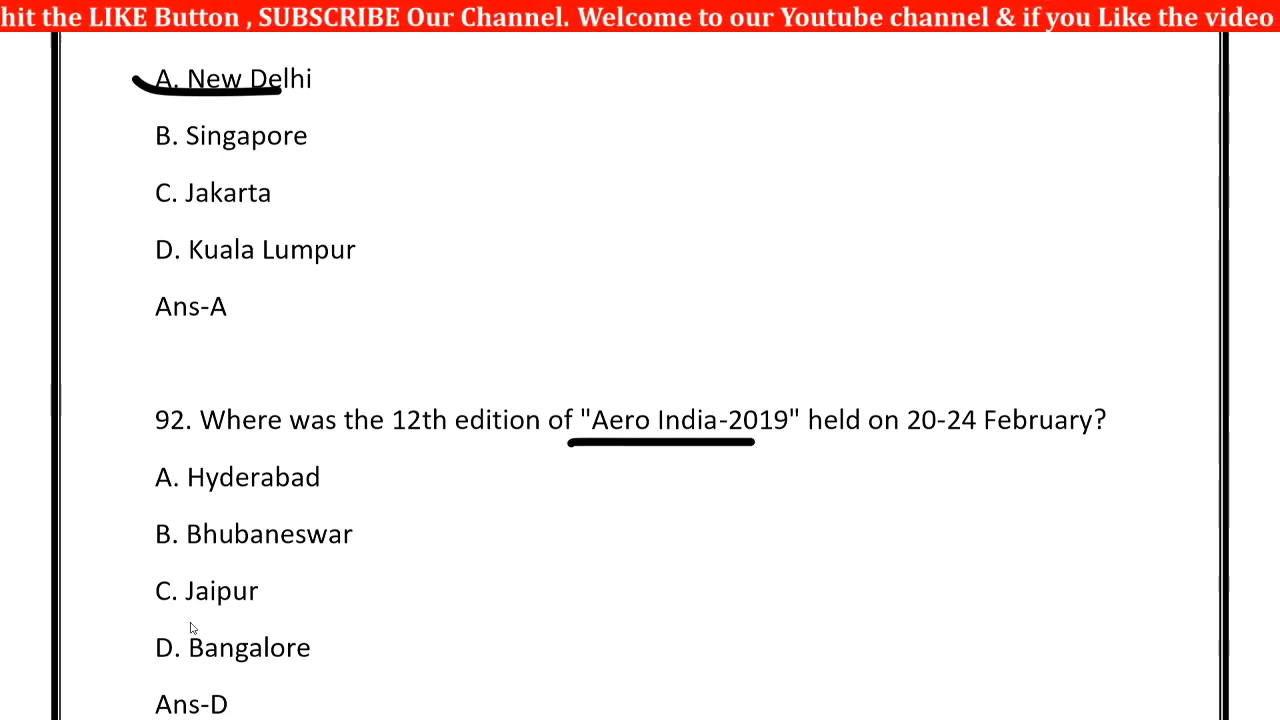 hit the LIKE Button , SUBSCRIBE Our Channel. Welcome to our Youtube channel & if you Like the video
A. New Delhi
B. Singapore
C. Jakarta
D. Kuala Lumpur
Ans-A
92. Where was the 12th edition of "Aero India-2019" held on 20-24 February?
A. Hyderabad
B. Bhubaneswar
C. Jaipur
D. Bangalore
Ans-D